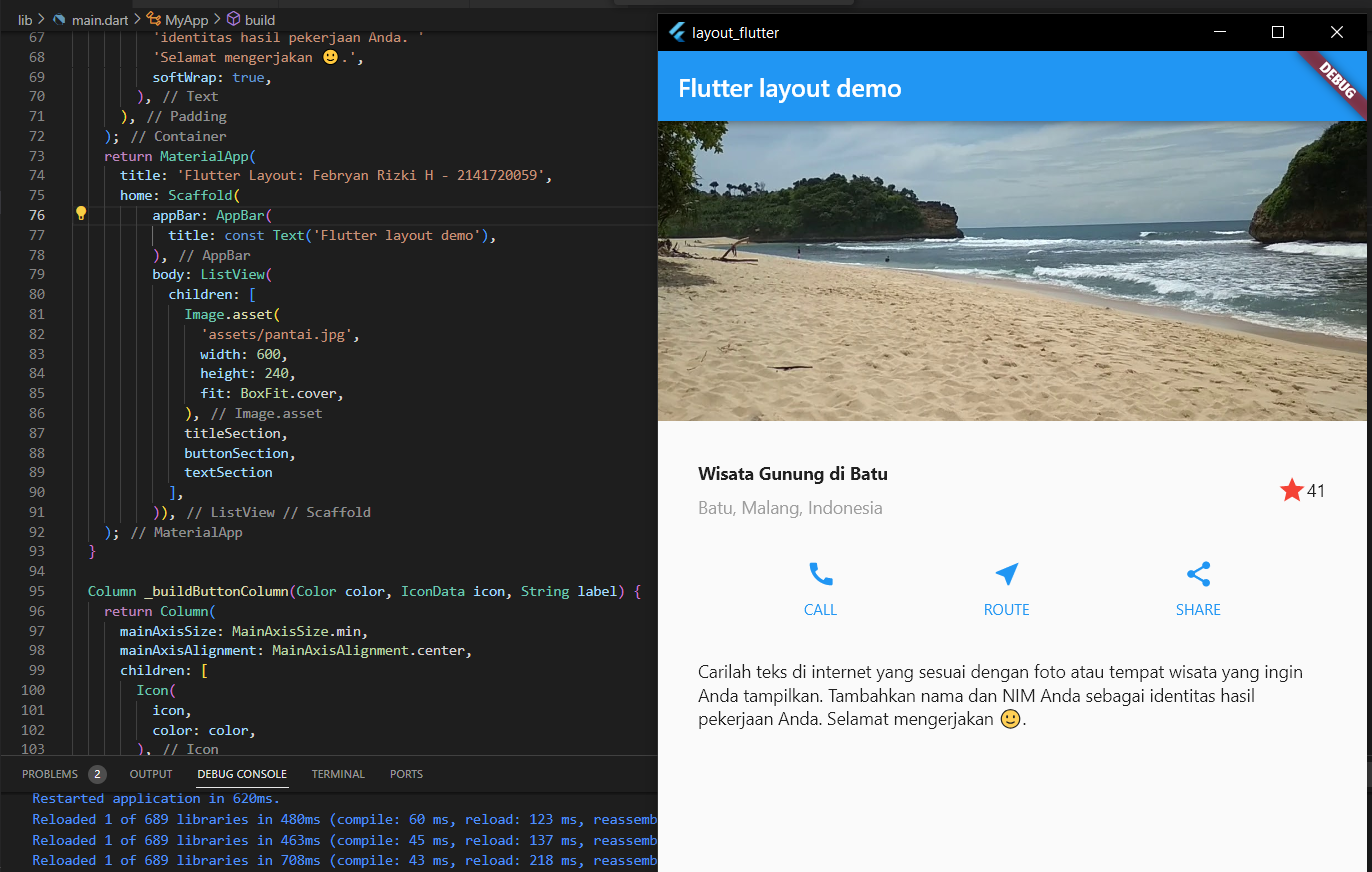 lib > main.dart > MyApp > build
67 'identitas hasil pekerjaan Anda. '
68 'Selamat mengerjakan 🙂.',
69 softWrap: true,
70 ), // Text
71 ), // Padding
72 ); // Container
73 return MaterialApp(
74 title: 'Flutter Layout: Febryan Rizki H - 2141720059',
75 home: Scaffold(
76 appBar: AppBar(
77 title: const Text('Flutter layout demo'),
78 ), // AppBar
79 body: ListView(
80 children: [
81 Image.asset(
82 'assets/pantai.jpg',
83 width: 600,
84 height: 240,
85 fit: BoxFit.cover,
86 ), // Image.asset
87 titleSection,
88 buttonSection,
89 textSection
90 ],
91 )), // ListView // Scaffold
92 ); // MaterialApp
93 }
94
95 Column _buildButtonColumn(Color color, IconData icon, String label) {
96 return Column(
97 mainAxisSize: MainAxisSize.min,
98 mainAxisAlignment: MainAxisAlignment.center,
99 children: [
100 Icon(
101 icon,
102 color: color,
103 ), // Icon
PROBLEMS 2 OUTPUT DEBUG CONSOLE TERMINAL PORTS
Restarted application in 620ms.
Reloaded 1 of 689 libraries in 480ms (compile: 60 ms, reload: 123 ms, reassemb
Reloaded 1 of 689 libraries in 463ms (compile: 45 ms, reload: 137 ms, reassemb
Reloaded 1 of 689 libraries in 708ms (compile: 43 ms, reload: 218 ms, reassemb
layout_flutter
Flutter layout demo
DEBUG
Wisata Gunung di Batu
Batu, Malang, Indonesia
41
CALL ROUTE SHARE
Carilah teks di internet yang sesuai dengan foto atau tempat wisata yang ingin
Anda tampilkan. Tambahkan nama dan NIM Anda sebagai identitas hasil
pekerjaan Anda. Selamat mengerjakan 🙂.